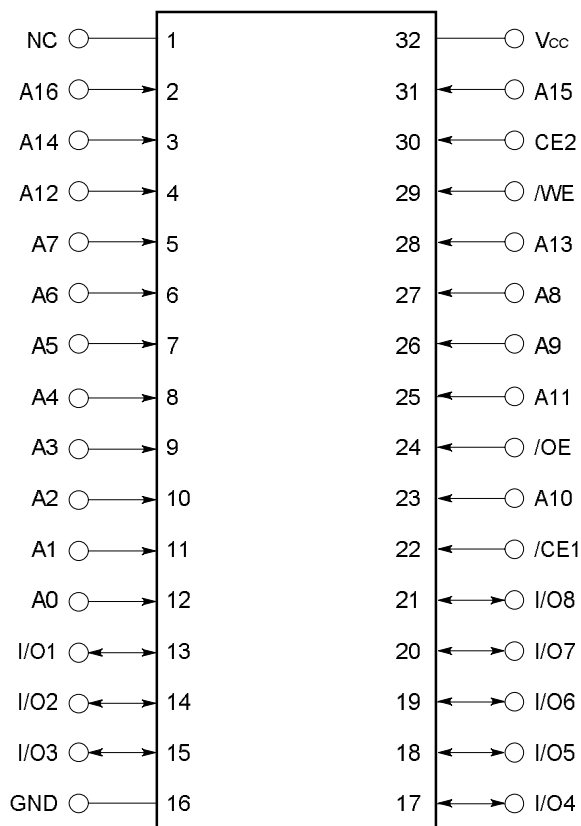 NC 1 32 Vcc
A16 2 31 A15
A14 3 30 CE2
A12 4 29 /WE
A7 5 28 A13
A6 6 27 A8
A5 7 26 A9
A4 8 25 A11
A3 9 24 /OE
A2 10 23 A10
A1 11 22 /CE1
A0 12 21 I/O8
I/O1 13 20 I/O7
I/O2 14 19 I/O6
I/O3 15 18 I/O5
GND 16 17 I/O4